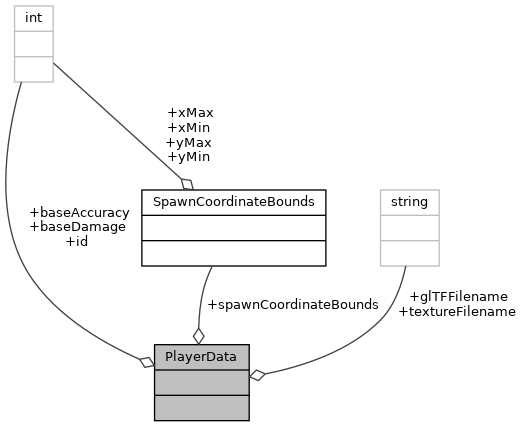 int
+xMax
+xMin
+yMax
+yMin
SpawnCoordinateBounds
string
+baseAccuracy
+baseDamage
+id
+spawnCoordinateBounds
+glTFFilename
+textureFilename
PlayerData